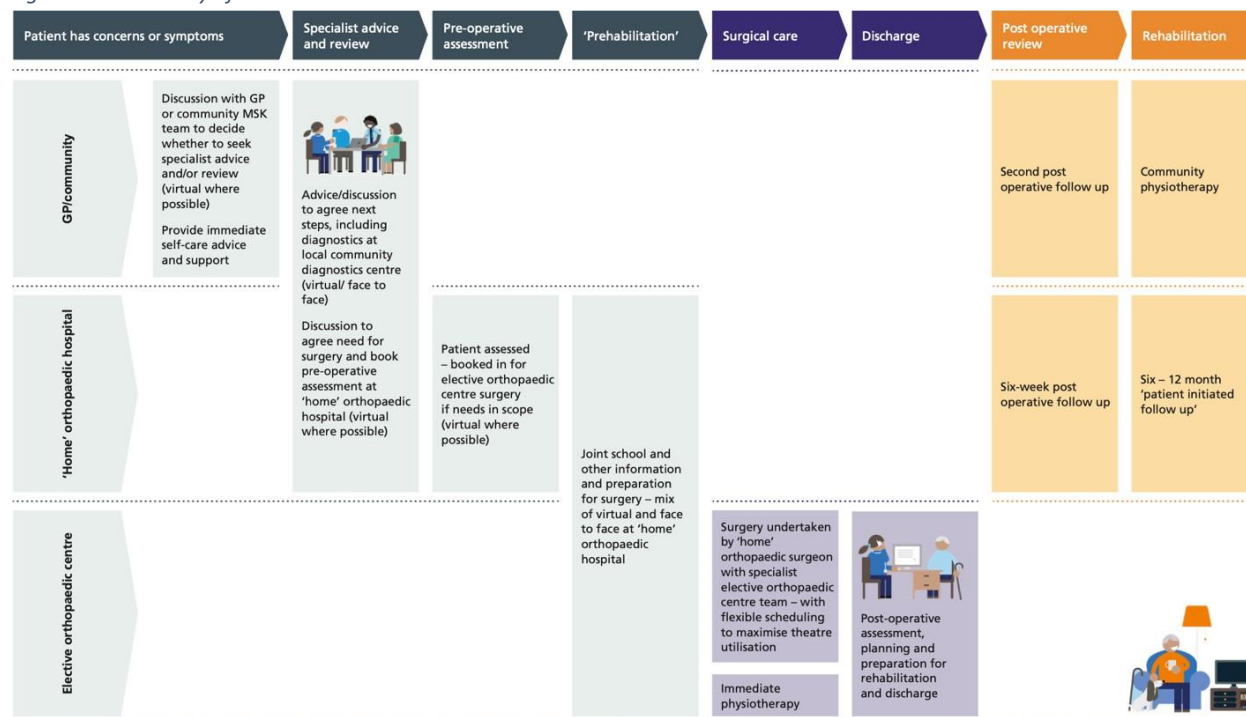 Patient has concerns or symptoms
Specialist advice
and review
Pre-operative
assessment
'Prehabilitation'
Surgical care
Discharge
Post operative
review
Rehabilitation
GP/community
Discussion with GP
or community MSK
team to decide
whether to seek
specialist advice
and/or review
(virtual where
possible)
Provide immediate
self-care advice
and support
Advice/discussion
to agree next
steps, including
diagnostics at
local community
diagnostics centre
(virtual/ face to
face)
Discussion to
agree need for
surgery and book
pre-operative
assessment at
'home' orthopaedic
hospital (virtual
where possible)
Second post
operative follow up
Community
physiotherapy
'Home' orthopaedic hospital
Patient assessed
– booked in for
elective orthopaedic
centre surgery
if needs in scope
(virtual where
possible)
Joint school and
other information
and preparation
for surgery – mix
of virtual and face
to face at 'home'
orthopaedic
hospital
Six-week post
operative follow up
Six – 12 month
'patient initiated
follow up'
Elective orthopaedic centre
Surgery undertaken
by 'home'
orthopaedic surgeon
with specialist
elective orthopaedic
centre team – with
flexible scheduling
to maximise theatre
utilisation
Immediate
physiotherapy
Post-operative
assessment,
planning and
preparation for
rehabilitation
and discharge